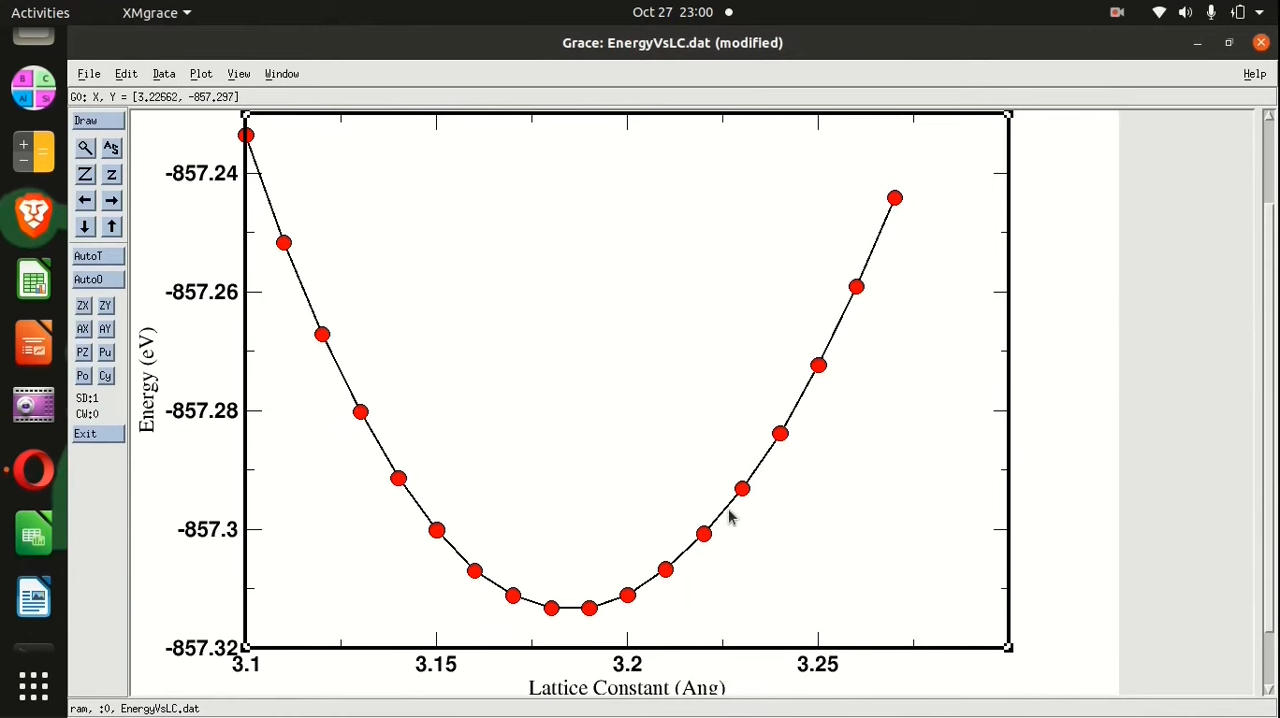 Activities XMgrace Oct 27 23:00
Grace: EnergyVsLC.dat (modified)
File Edit Data Plot View Window Help
G0: X, Y = [3.22662, -857.297]
Draw
AS
Z z
AutoT
AutoO
ZX ZY
AX AY
PZ Pu
Po Cy
SD:1
CW:0
Exit
B C
Al Si
-857.24
-857.26
-857.28
-857.3
-857.32
Energy (eV)
3.1 3.15 3.2 3.25
Lattice Constant (Ang)
ram, :0, EnergyVsLC.dat